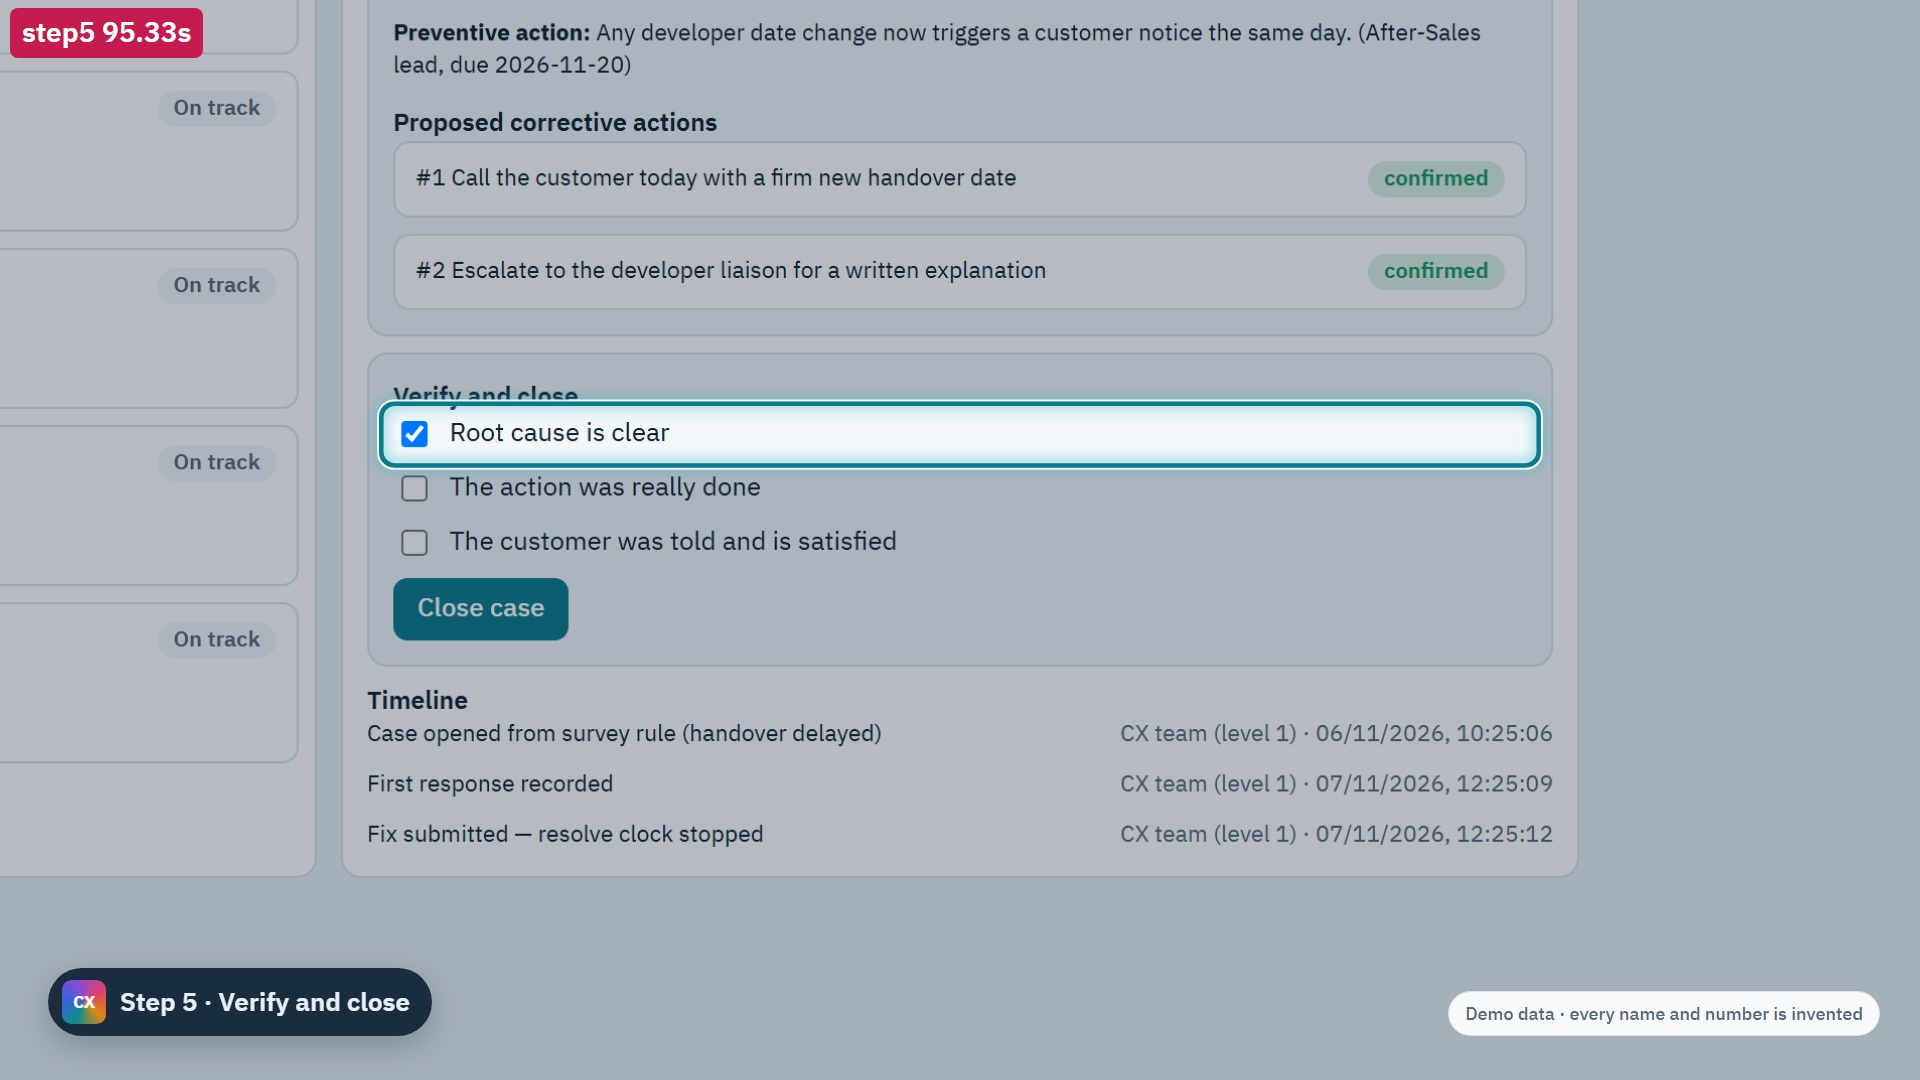 step5 95.33s
Preventive action: Any developer date change now triggers a customer notice the same day. (After-Sales
lead, due 2026-11-20)
On track
Proposed corrective actions
#1 Call the customer today with a firm new handover date
confirmed
On track
#2 Escalate to the developer liaison for a written explanation
confirmed
Verify and close
Root cause is clear
On track
The action was really done
The customer was told and is satisfied
Close case
On track
Timeline
Case opened from survey rule (handover delayed)
CX team (level 1) · 06/11/2026, 10:25:06
First response recorded
CX team (level 1) · 07/11/2026, 12:25:09
Fix submitted — resolve clock stopped
CX team (level 1) · 07/11/2026, 12:25:12
CX
Step 5 · Verify and close
Demo data · every name and number is invented